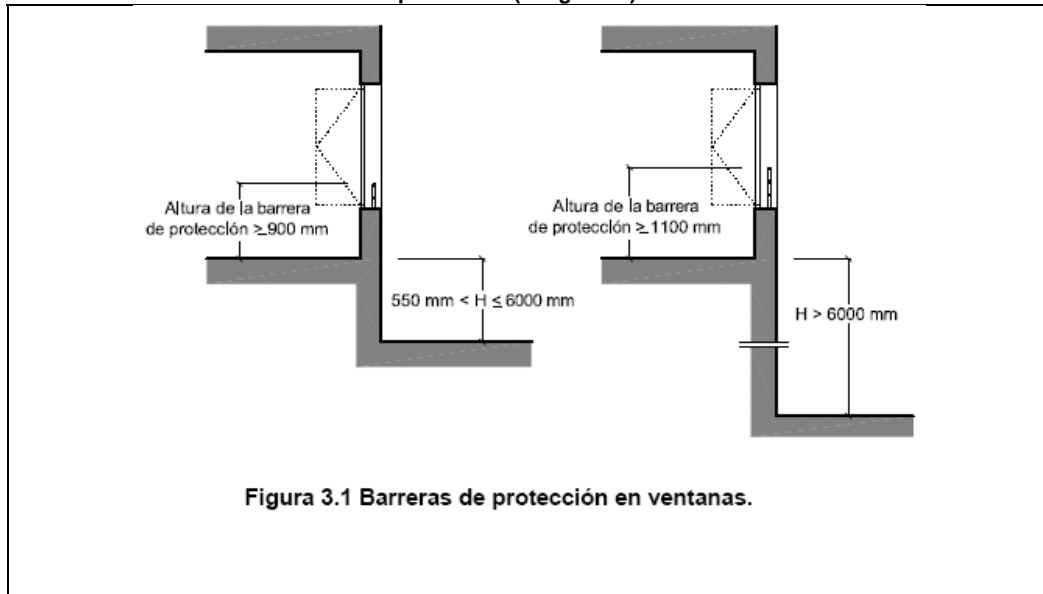 Altura de la barrera
de protección ≥900 mm
550 mm < H ≤ 6000 mm
Altura de la barrera
de protección ≥1100 mm
H > 6000 mm
Figura 3.1 Barreras de protección en ventanas.